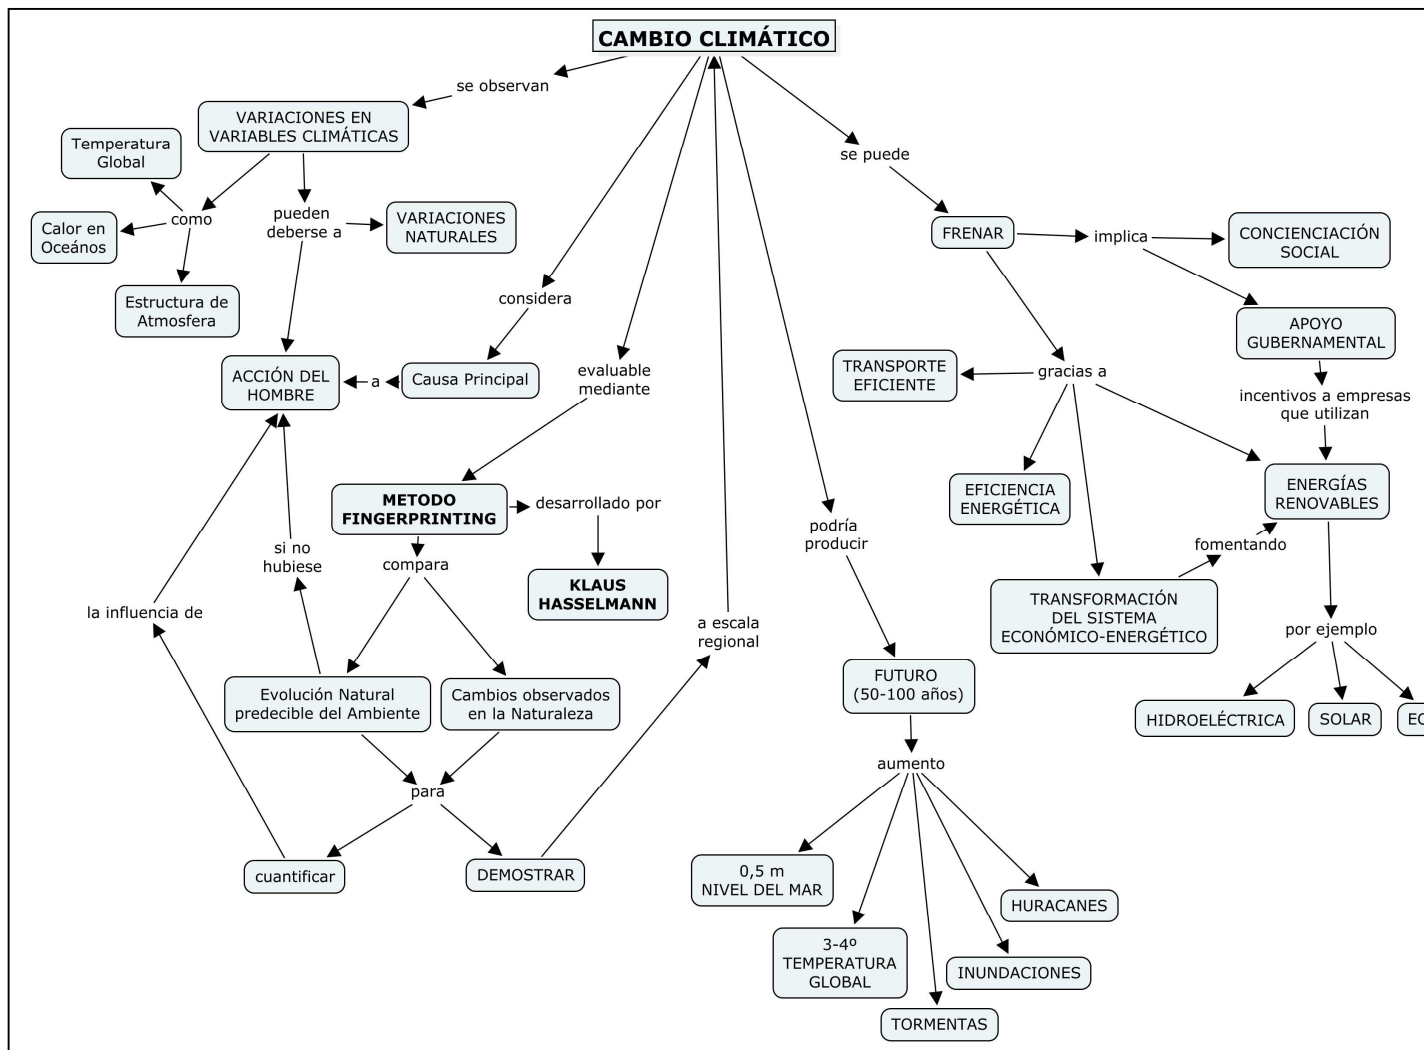 CAMBIO CLIMÁTICO
se observan
VARIACIONES EN
VARIABLES CLIMÁTICAS
Temperatura
Global
como
Calor en
Oceános
Estructura de
Atmosfera
pueden
deberse a
VARIACIONES
NATURALES
considera
Causa Principal
a
ACCIÓN DEL
HOMBRE
evaluable
mediante
METODO
FINGERPRINTING
desarrollado por
KLAUS
HASSELMANN
compara
si no
hubiese
la influencia de
Evolución Natural
predecible del Ambiente
Cambios observados
en la Naturaleza
para
cuantificar
DEMOSTRAR
a escala
regional
podría
producir
FUTURO
(50-100 años)
aumento
0,5 m
NIVEL DEL MAR
3-4º
TEMPERATURA
GLOBAL
TORMENTAS
INUNDACIONES
HURACANES
se puede
FRENAR
implica
CONCIENCIACIÓN
SOCIAL
APOYO
GUBERNAMENTAL
incentivos a empresas
que utilizan
gracias a
TRANSPORTE
EFICIENTE
EFICIENCIA
ENERGÉTICA
TRANSFORMACIÓN
DEL SISTEMA
ECONÓMICO-ENERGÉTICO
fomentando
ENERGÍAS
RENOVABLES
por ejemplo
HIDROELÉCTRICA
SOLAR